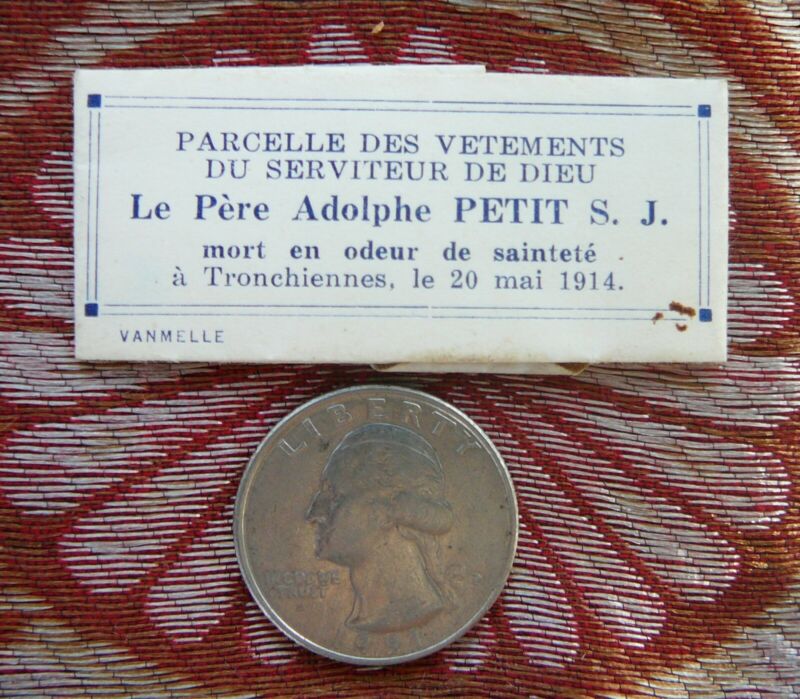 PARCELLE DES VETEMENTS
DU SERVITEUR DE DIEU
Le Père Adolphe PETIT S. J.
mort en odeur de sainteté
à Tronchiennes, le 20 mai 1914.
VANMELLE
LIBERTY
IN GOD WE
TRUST